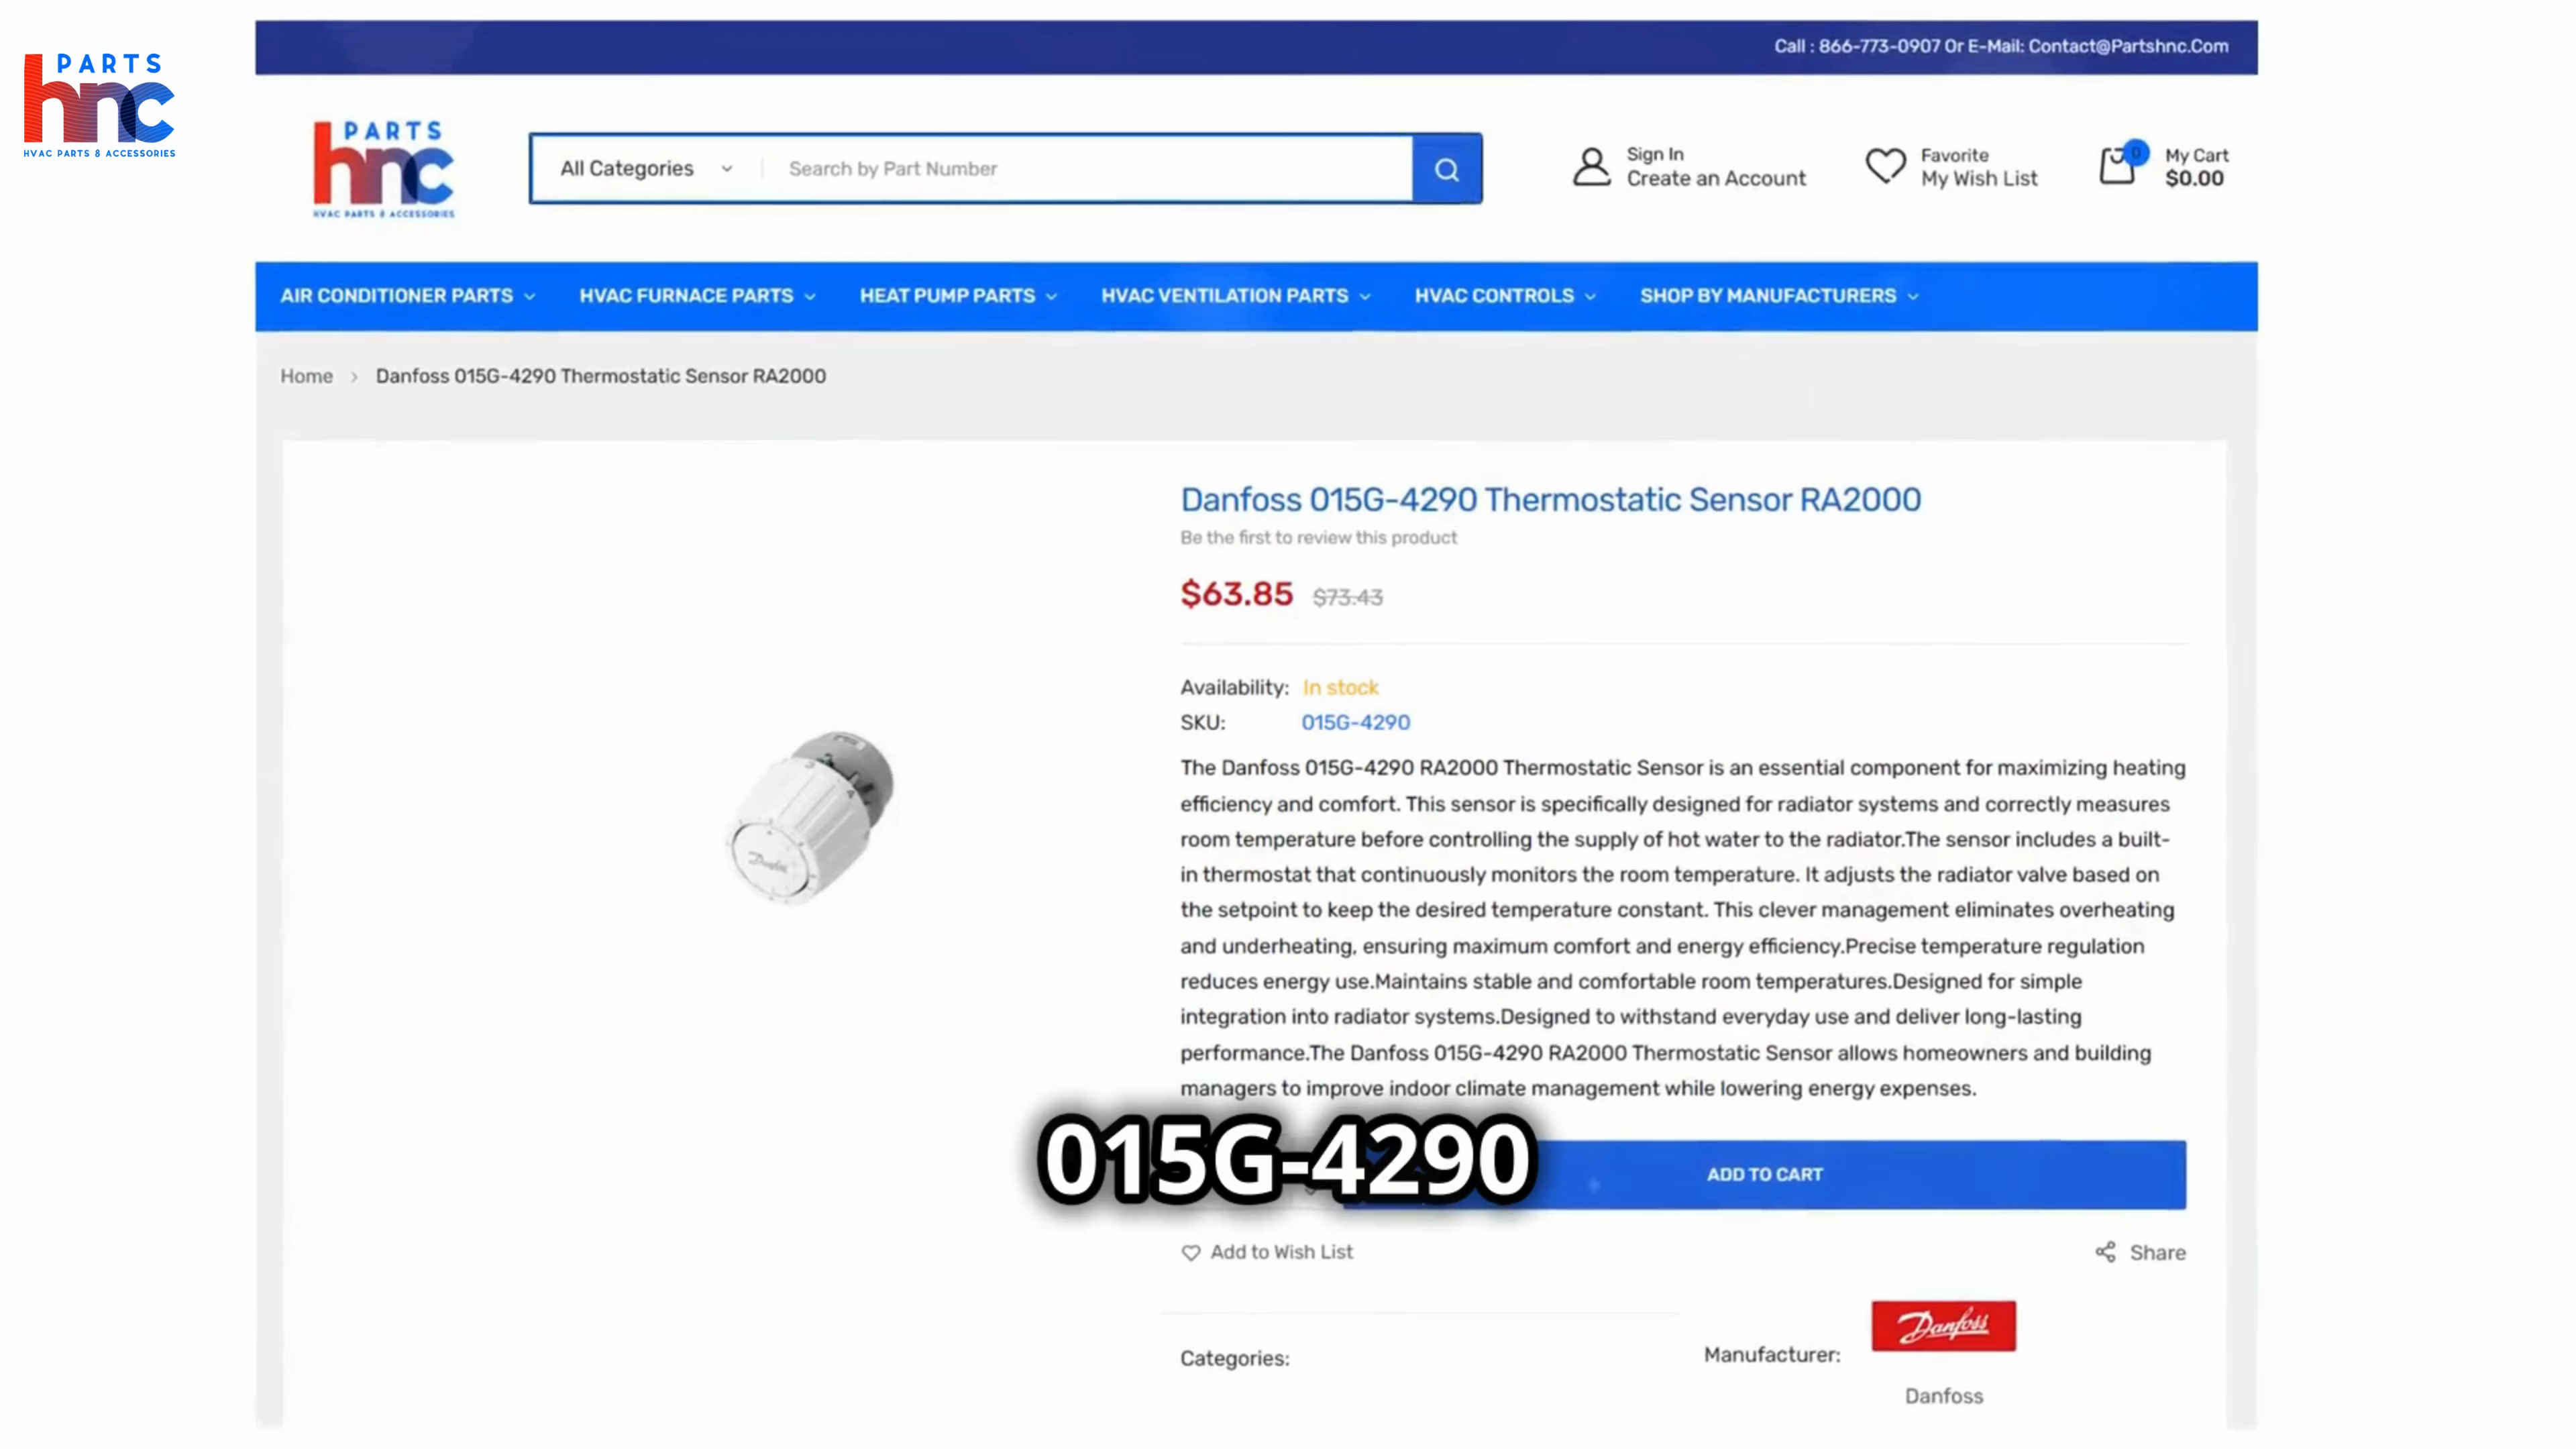 PARTS
hnc
HVAC PARTS & ACCESSORIES
Call : 866-773-0907 Or E-Mail: Contact@Partshnc.Com
PARTS
hnc
HVAC PARTS & ACCESSORIES
All Categories
Search by Part Number
Sign In
Create an Account
Favorite
My Wish List
0
My Cart
$0.00
AIR CONDITIONER PARTS
HVAC FURNACE PARTS
HEAT PUMP PARTS
HVAC VENTILATION PARTS
HVAC CONTROLS
SHOP BY MANUFACTURERS
Home > Danfoss 015G-4290 Thermostatic Sensor RA2000
Danfoss 015G-4290 Thermostatic Sensor RA2000
Be the first to review this product
$63.85 $73.43
Availability: In stock
SKU: 015G-4290
The Danfoss 015G-4290 RA2000 Thermostatic Sensor is an essential component for maximizing heating
efficiency and comfort. This sensor is specifically designed for radiator systems and correctly measures
room temperature before controlling the supply of hot water to the radiator.The sensor includes a built-
in thermostat that continuously monitors the room temperature. It adjusts the radiator valve based on
the setpoint to keep the desired temperature constant. This clever management eliminates overheating
and underheating, ensuring maximum comfort and energy efficiency.Precise temperature regulation
reduces energy use.Maintains stable and comfortable room temperatures.Designed for simple
integration into radiator systems.Designed to withstand everyday use and deliver long-lasting
performance.The Danfoss 015G-4290 RA2000 Thermostatic Sensor allows homeowners and building
managers to improve indoor climate management while lowering energy expenses.
Danfoss
015G-4290
ADD TO CART
Add to Wish List
Share
Categories:
Manufacturer:
Danfoss
Danfoss